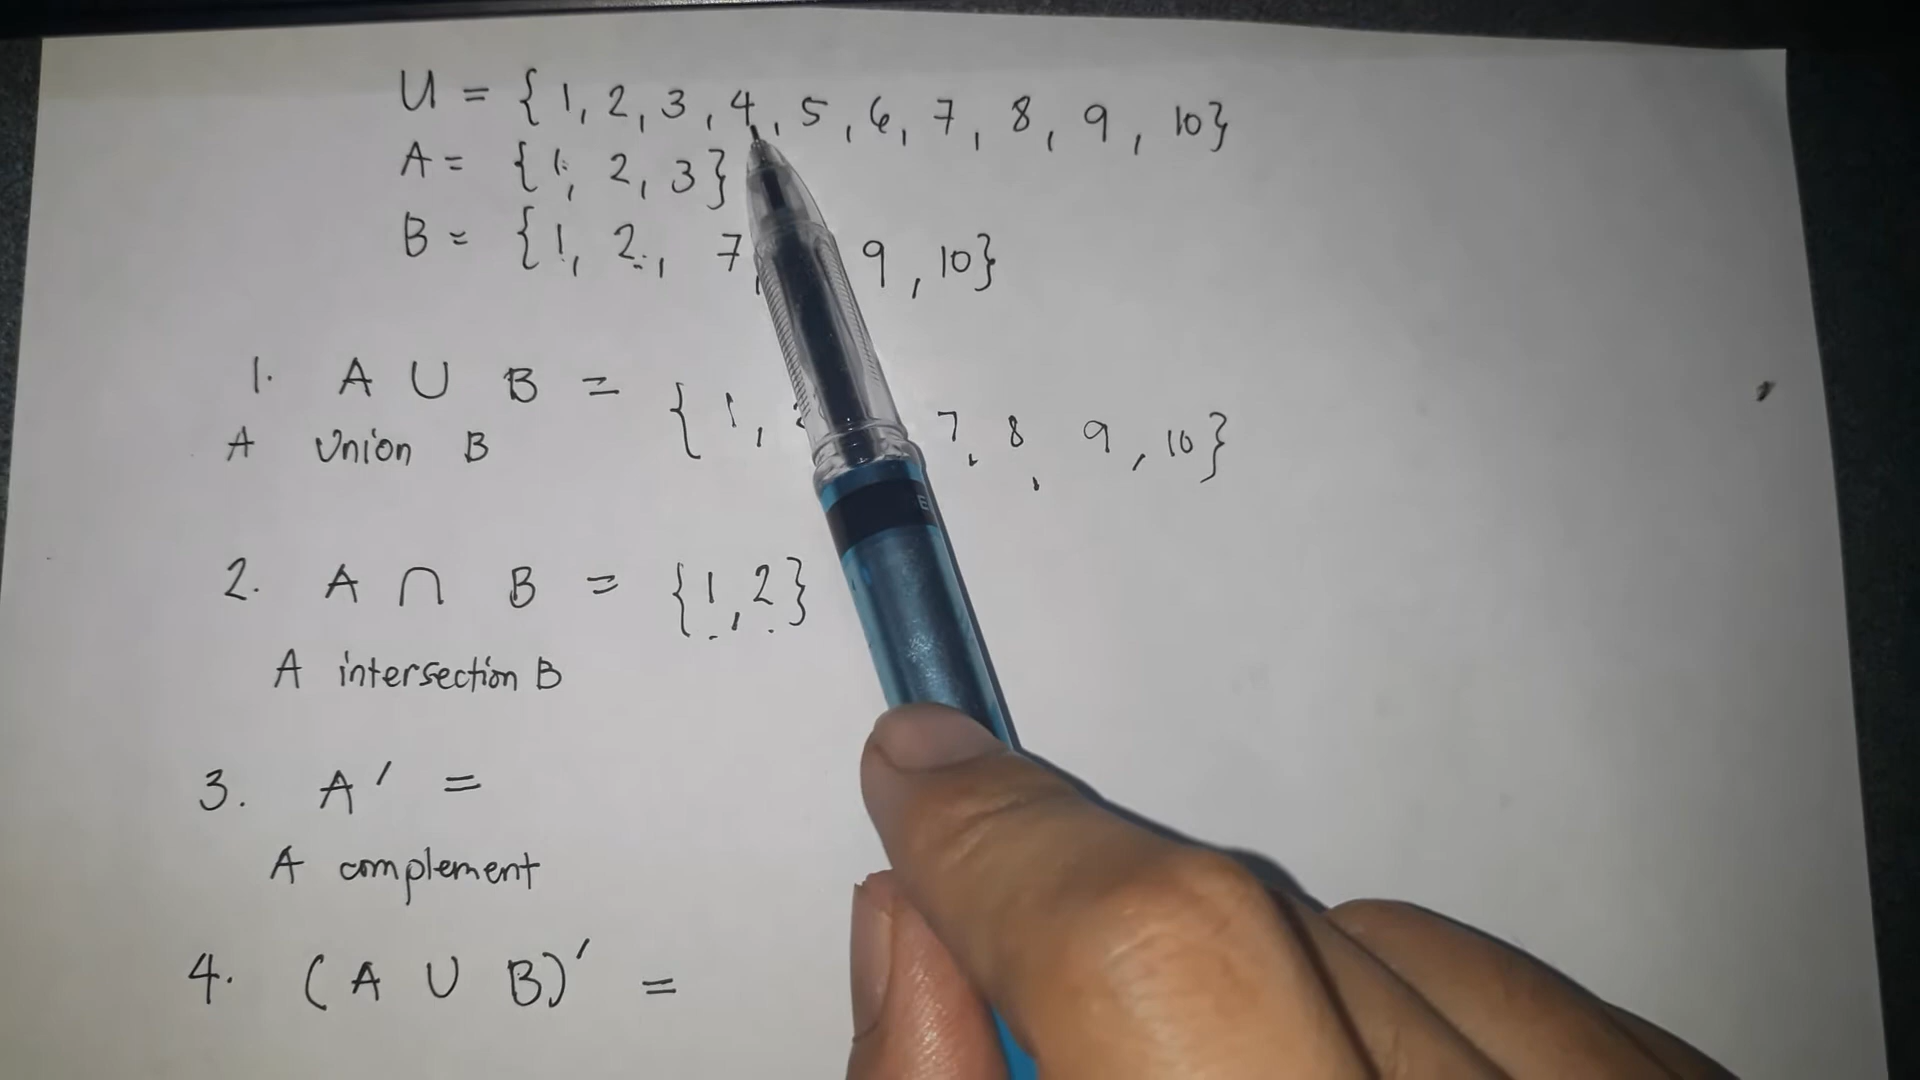 U = { 1, 2, 3, 4, 5, 6, 7, 8, 9, 10}
A = { 1, 2, 3}
B = { 1, 2, 7, 9, 10}
1. A ∪ B = { 1, 7, 8, 9, 10}
A Union B
2. A ∩ B = {1, 2}
A intersection B
3. A' =
A complement
4. (A ∪ B)' =